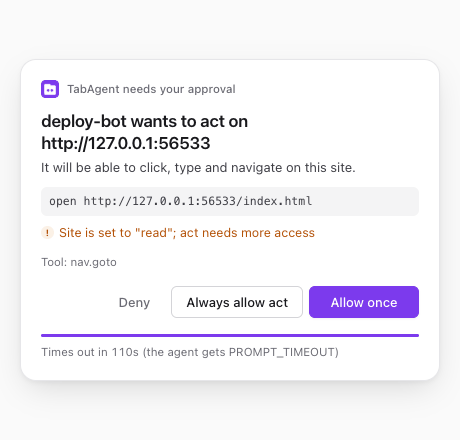 TabAgent needs your approval
deploy-bot wants to act on
http://127.0.0.1:56533
It will be able to click, type and navigate on this site.
open http://127.0.0.1:56533/index.html
! Site is set to "read"; act needs more access
Tool: nav.goto
Deny Always allow act Allow once
Times out in 110s (the agent gets PROMPT_TIMEOUT)